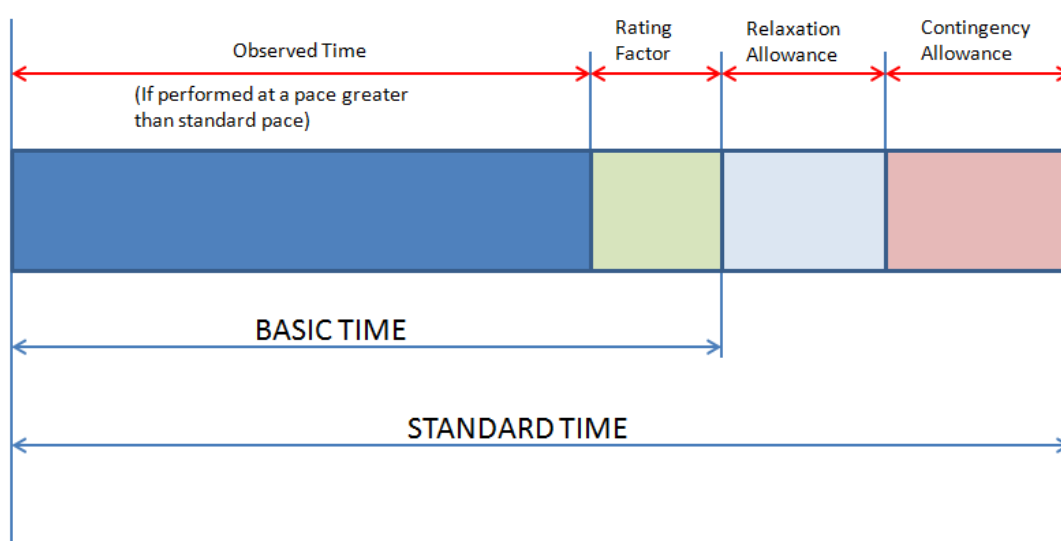 Observed Time
Rating
Factor
Relaxation
Allowance
Contingency
Allowance
(If performed at a pace greater
than standard pace)
BASIC TIME
STANDARD TIME